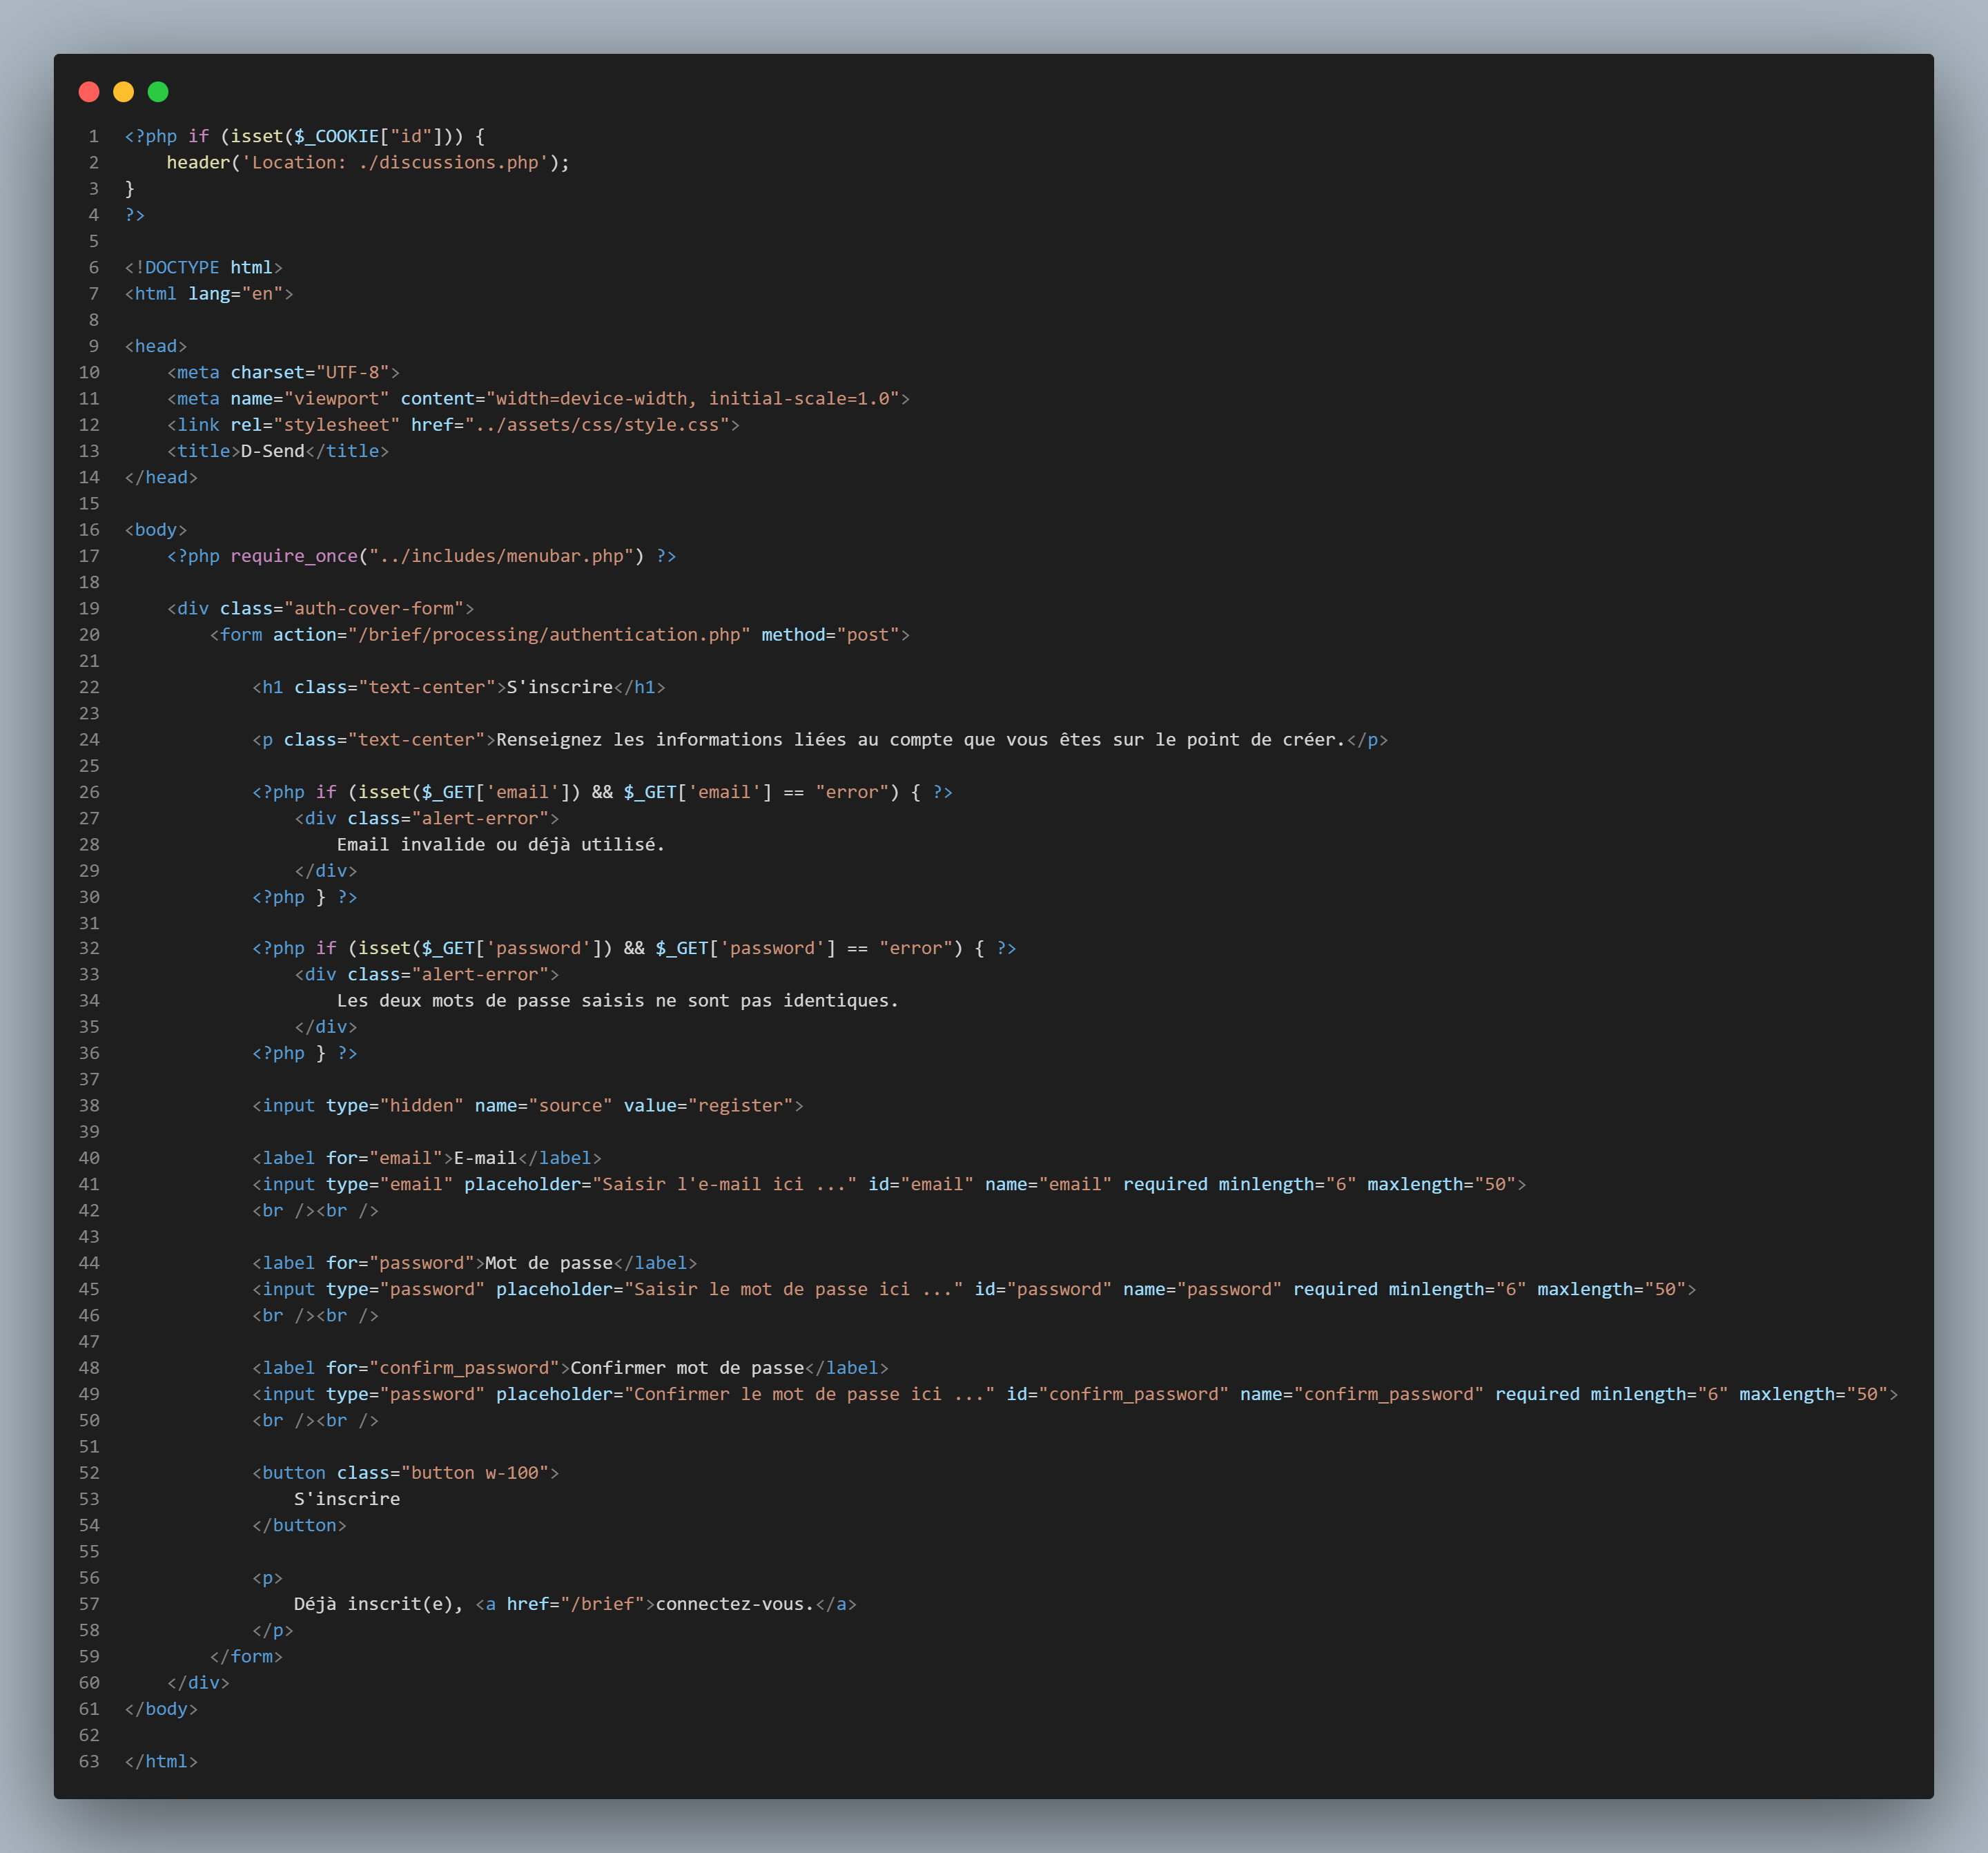 1 <?php if (isset($_COOKIE["id"])) {
2     header('Location: ./discussions.php');
3 }
4 ?>
5
6 <!DOCTYPE html>
7 <html lang="en">
8
9 <head>
10     <meta charset="UTF-8">
11     <meta name="viewport" content="width=device-width, initial-scale=1.0">
12     <link rel="stylesheet" href="../assets/css/style.css">
13     <title>D-Send</title>
14 </head>
15
16 <body>
17     <?php require_once("../includes/menubar.php") ?>
18
19     <div class="auth-cover-form">
20         <form action="/brief/processing/authentication.php" method="post">
21
22             <h1 class="text-center">S'inscrire</h1>
23
24             <p class="text-center">Renseignez les informations liées au compte que vous êtes sur le point de créer.</p>
25
26             <?php if (isset($_GET['email']) && $_GET['email'] == "error") { ?>
27                 <div class="alert-error">
28                     Email invalide ou déjà utilisé.
29                 </div>
30             <?php } ?>
31
32             <?php if (isset($_GET['password']) && $_GET['password'] == "error") { ?>
33                 <div class="alert-error">
34                     Les deux mots de passe saisis ne sont pas identiques.
35                 </div>
36             <?php } ?>
37
38             <input type="hidden" name="source" value="register">
39
40             <label for="email">E-mail</label>
41             <input type="email" placeholder="Saisir l'e-mail ici ..." id="email" name="email" required minlength="6" maxlength="50">
42             <br /><br />
43
44             <label for="password">Mot de passe</label>
45             <input type="password" placeholder="Saisir le mot de passe ici ..." id="password" name="password" required minlength="6" maxlength="50">
46             <br /><br />
47
48             <label for="confirm_password">Confirmer mot de passe</label>
49             <input type="password" placeholder="Confirmer le mot de passe ici ..." id="confirm_password" name="confirm_password" required minlength="6" maxlength="50">
50             <br /><br />
51
52             <button class="button w-100">
53                 S'inscrire
54             </button>
55
56             <p>
57                 Déjà inscrit(e), <a href="/brief">connectez-vous.</a>
58             </p>
59         </form>
60     </div>
61 </body>
62
63 </html>